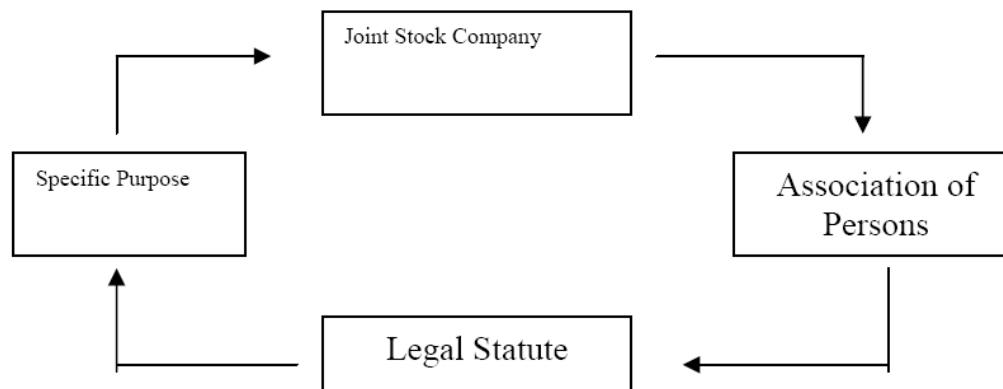 Joint Stock Company
Specific Purpose
Association of
Persons
Legal Statute